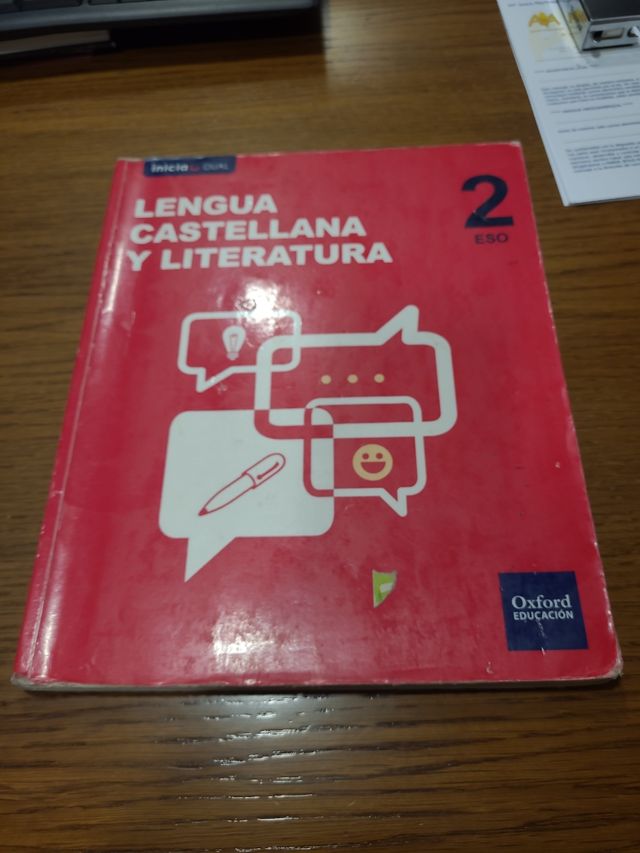 inicia DUAL
LENGUA
CASTELLANA
Y LITERATURA
2
ESO
Oxford
EDUCACIÓN